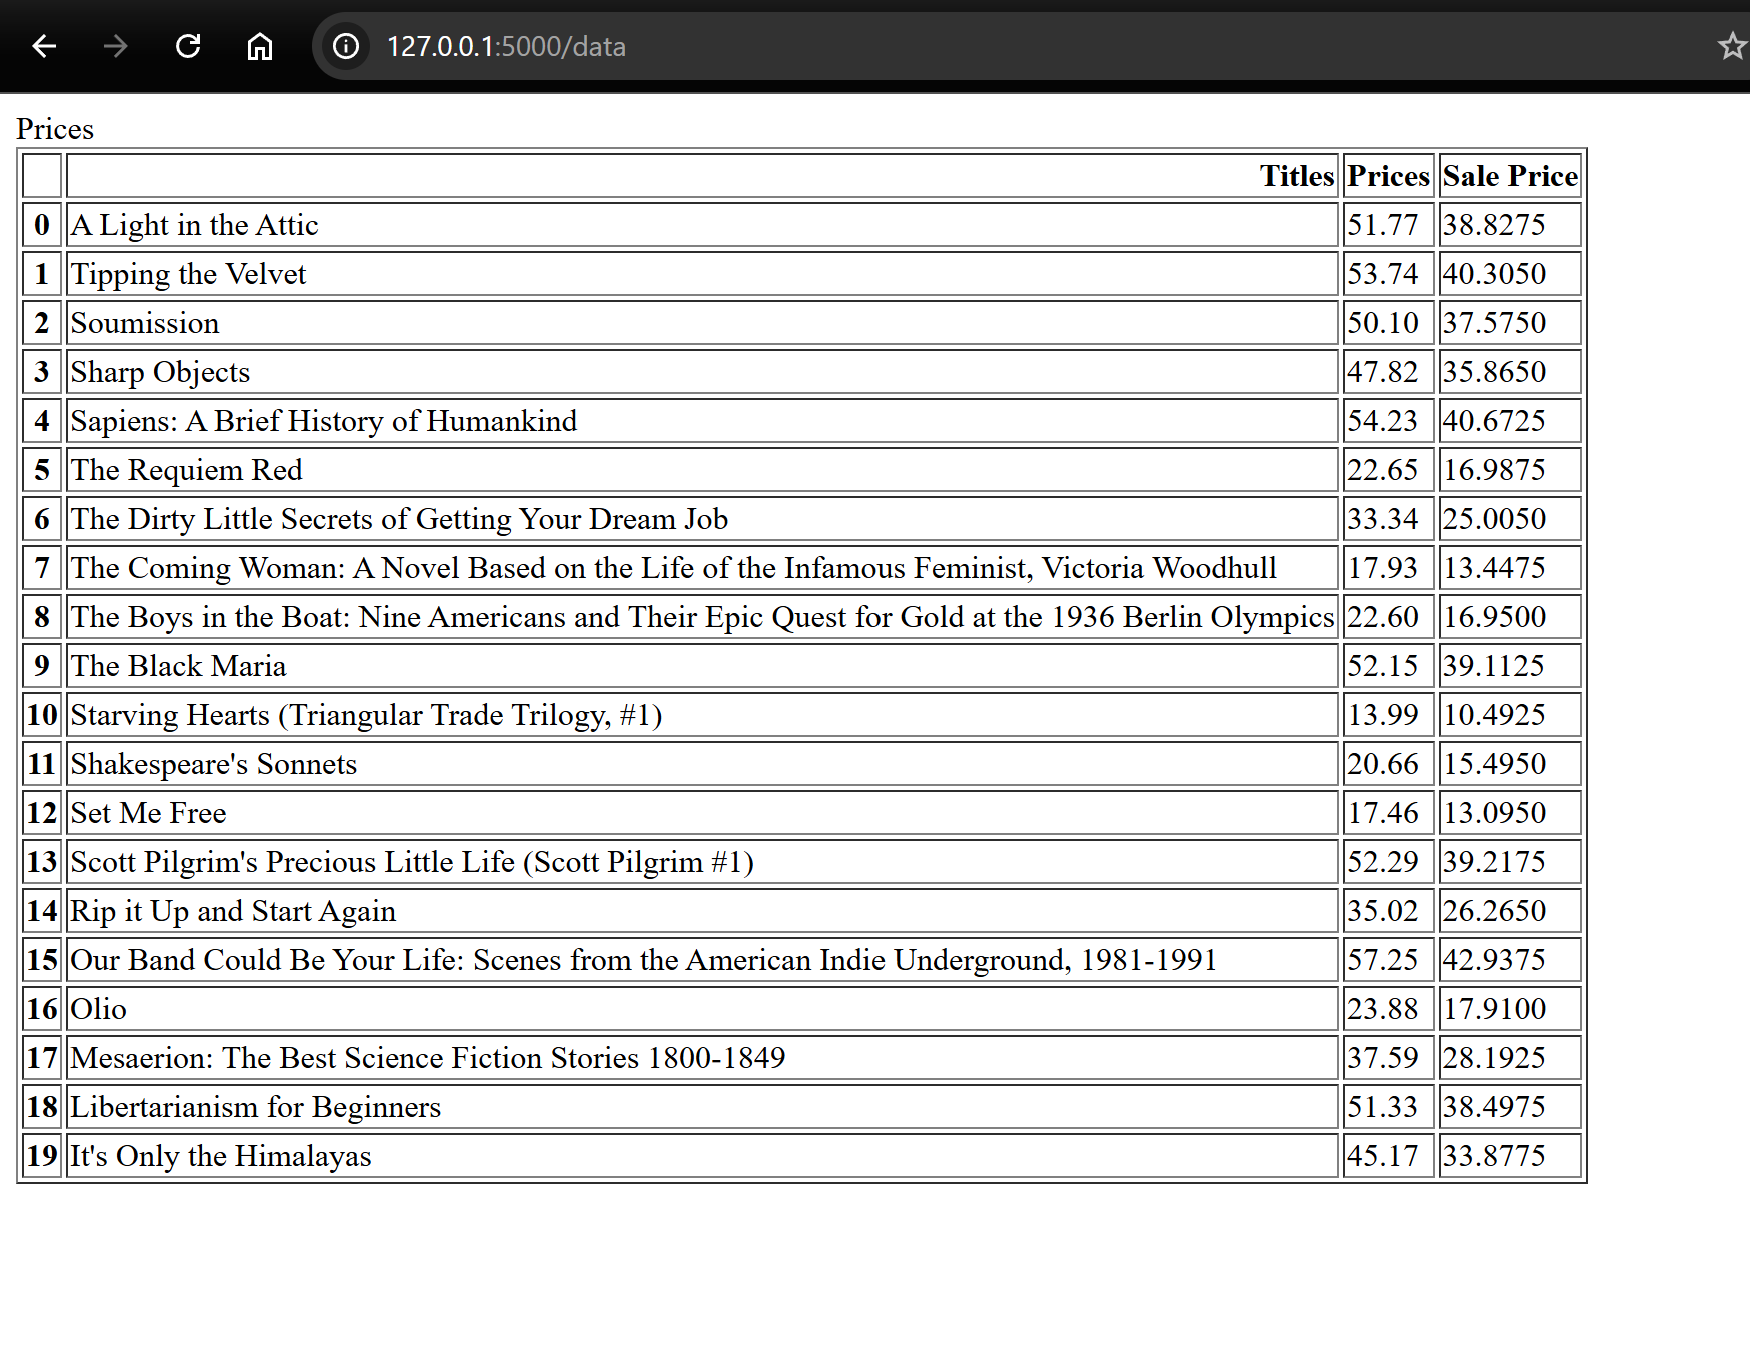 127.0.0.1:5000/data
Prices
Titles Prices Sale Price
0 A Light in the Attic 51.77 38.8275
1 Tipping the Velvet 53.74 40.3050
2 Soumission 50.10 37.5750
3 Sharp Objects 47.82 35.8650
4 Sapiens: A Brief History of Humankind 54.23 40.6725
5 The Requiem Red 22.65 16.9875
6 The Dirty Little Secrets of Getting Your Dream Job 33.34 25.0050
7 The Coming Woman: A Novel Based on the Life of the Infamous Feminist, Victoria Woodhull 17.93 13.4475
8 The Boys in the Boat: Nine Americans and Their Epic Quest for Gold at the 1936 Berlin Olympics 22.60 16.9500
9 The Black Maria 52.15 39.1125
10 Starving Hearts (Triangular Trade Trilogy, #1) 13.99 10.4925
11 Shakespeare's Sonnets 20.66 15.4950
12 Set Me Free 17.46 13.0950
13 Scott Pilgrim's Precious Little Life (Scott Pilgrim #1) 52.29 39.2175
14 Rip it Up and Start Again 35.02 26.2650
15 Our Band Could Be Your Life: Scenes from the American Indie Underground, 1981-1991 57.25 42.9375
16 Olio 23.88 17.9100
17 Mesaerion: The Best Science Fiction Stories 1800-1849 37.59 28.1925
18 Libertarianism for Beginners 51.33 38.4975
19 It's Only the Himalayas 45.17 33.8775